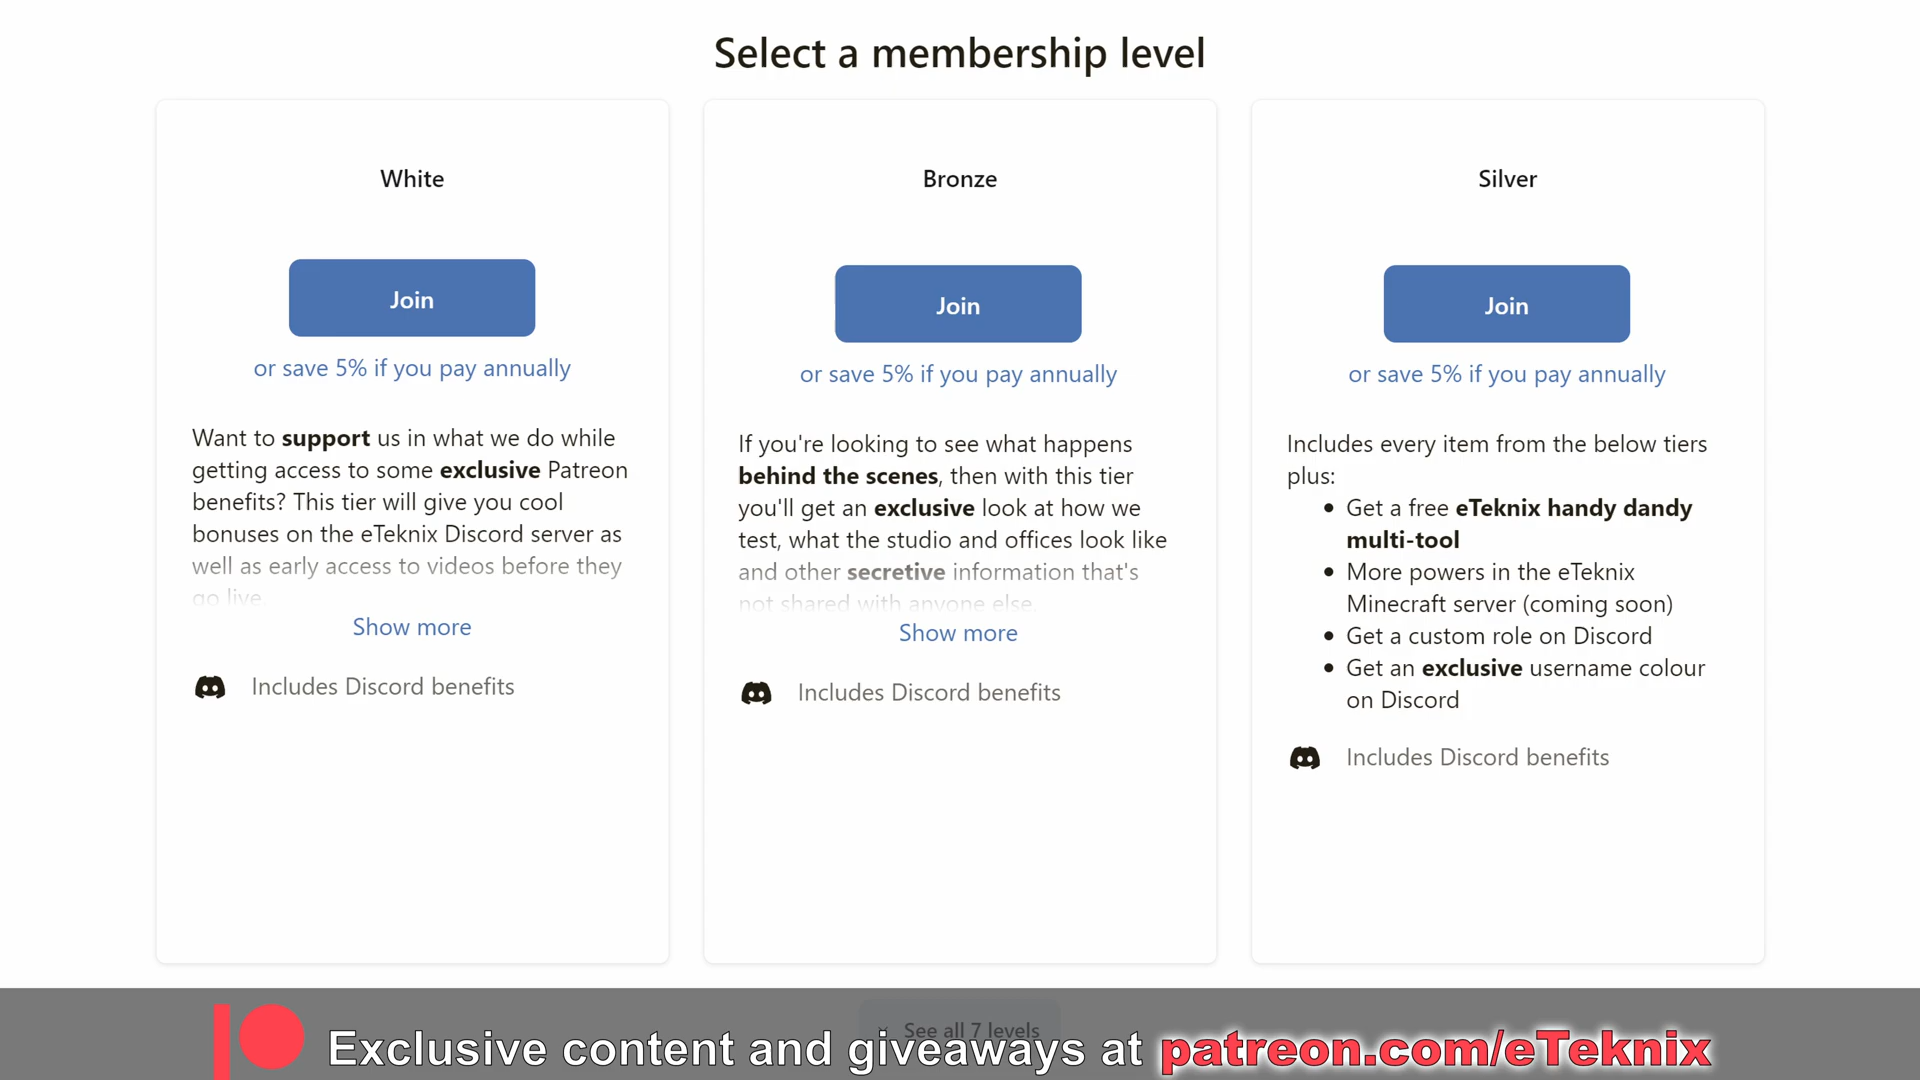 Select a membership level
White
Join
or save 5% if you pay annually
Want to support us in what we do while
getting access to some exclusive Patreon
benefits? This tier will give you cool
bonuses on the eTeknix Discord server as
well as early access to videos before they
go live.
Show more
Includes Discord benefits
Bronze
Join
or save 5% if you pay annually
If you're looking to see what happens
behind the scenes, then with this tier
you'll get an exclusive look at how we
test, what the studio and offices look like
and other secretive information that's
not shared with anyone else.
Show more
Includes Discord benefits
Silver
Join
or save 5% if you pay annually
Includes every item from the below tiers
plus:
• Get a free eTeknix handy dandy
multi-tool
• More powers in the eTeknix
Minecraft server (coming soon)
• Get a custom role on Discord
• Get an exclusive username colour
on Discord
Includes Discord benefits
See all 7 levels
Exclusive content and giveaways at patreon.com/eTeknix